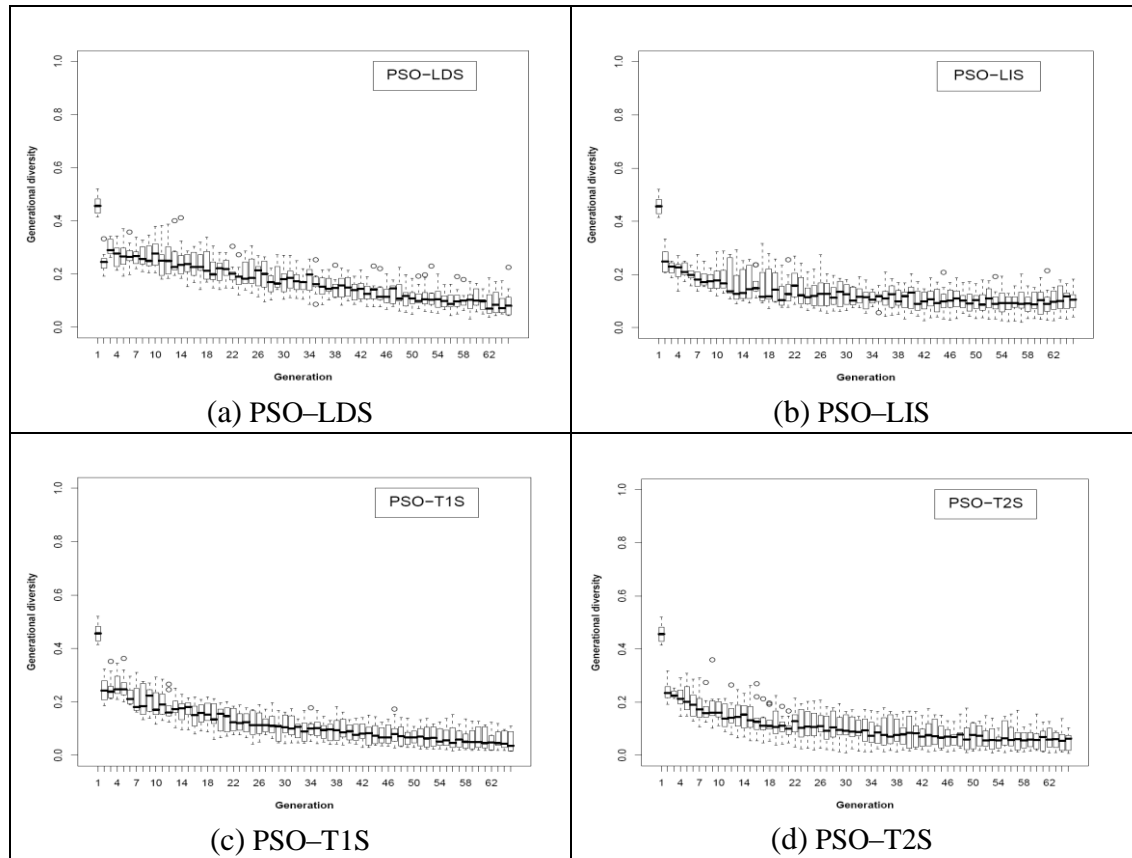 PSO–LDS
Generational diversity
1.0
0.8
0.6
0.4
0.2
0.0
1 4 7 10 14 18 22 26 30 34 38 42 46 50 54 58 62
Generation
(a) PSO–LDS
PSO–LIS
Generational diversity
1.0
0.8
0.6
0.4
0.2
0.0
1 4 7 10 14 18 22 26 30 34 38 42 46 50 54 58 62
Generation
(b) PSO–LIS
PSO–T1S
Generational diversity
1.0
0.8
0.6
0.4
0.2
0.0
1 4 7 10 14 18 22 26 30 34 38 42 46 50 54 58 62
Generation
(c) PSO–T1S
PSO–T2S
Generational diversity
1.0
0.8
0.6
0.4
0.2
0.0
1 4 7 10 14 18 22 26 30 34 38 42 46 50 54 58 62
Generation
(d) PSO–T2S